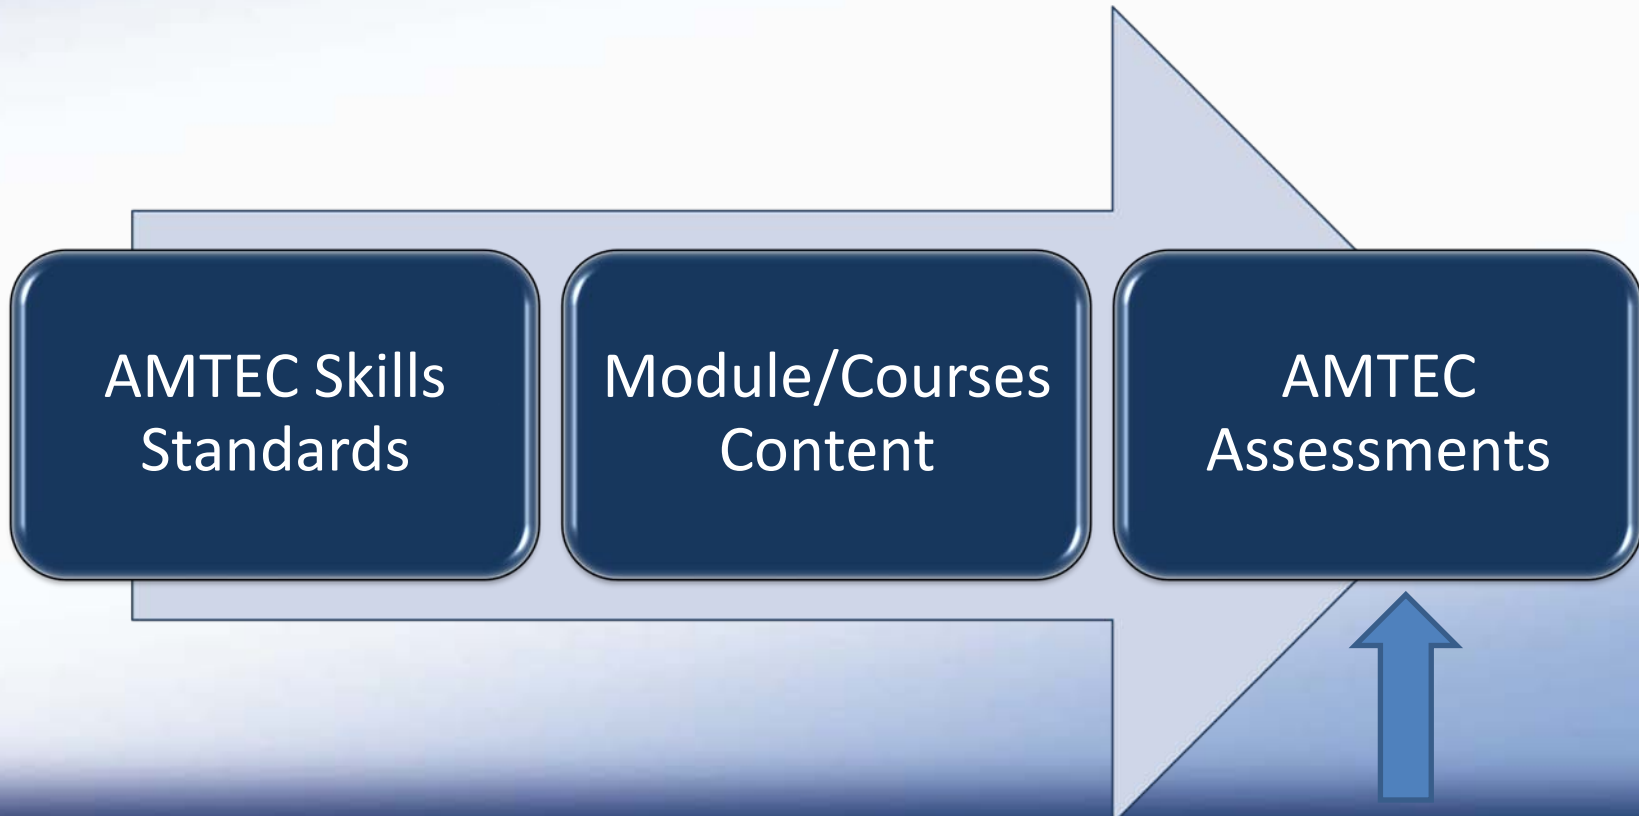 AMTEC Skills
Standards
Module/Courses
Content
AMTEC
Assessments